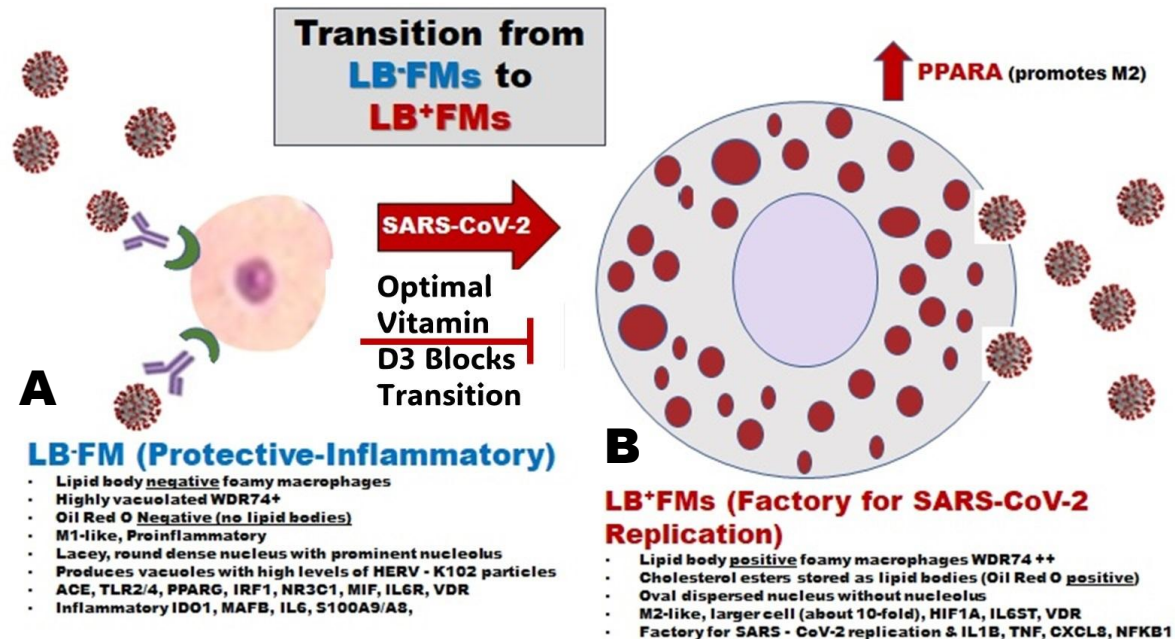 Transition from
LB-FMs to
LB+FMs
PPARA (promotes M2)
SARS-CoV-2
Optimal
Vitamin
D3 Blocks
Transition
A
LB-FM (Protective-Inflammatory)
· Lipid body negative foamy macrophages
· Highly vacuolated WDR74+
· Oil Red O Negative (no lipid bodies)
· M1-like, Proinflammatory
· Lacey, round dense nucleus with prominent nucleolus
· Produces vacuoles with high levels of HERV - K102 particles
· ACE, TLR2/4, PPARG, IRF1, NR3C1, MIF, IL6R, VDR
· Inflammatory IDO1, MAFB, IL6, S100A9/A8,
B
LB+FMs (Factory for SARS-CoV-2
Replication)
· Lipid body positive foamy macrophages WDR74 ++
· Cholesterol esters stored as lipid bodies (Oil Red O positive)
· Oval dispersed nucleus without nucleolus
· M2-like, larger cell (about 10-fold), HIF1A, IL6ST, VDR
· Factory for SARS - CoV-2 replication & IL1B, TNF, CXCL8, NFKB1